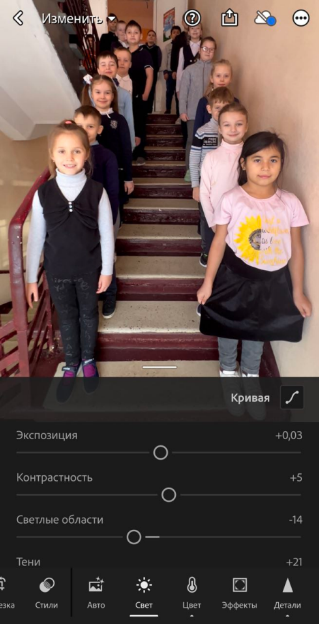 Изменить
Кривая
Экспозиция
+0,03
Контрастность
+5
Светлые области
-14
Тени
+21
езка
Стили
Авто
Свет
Цвет
Эффекты
Детали